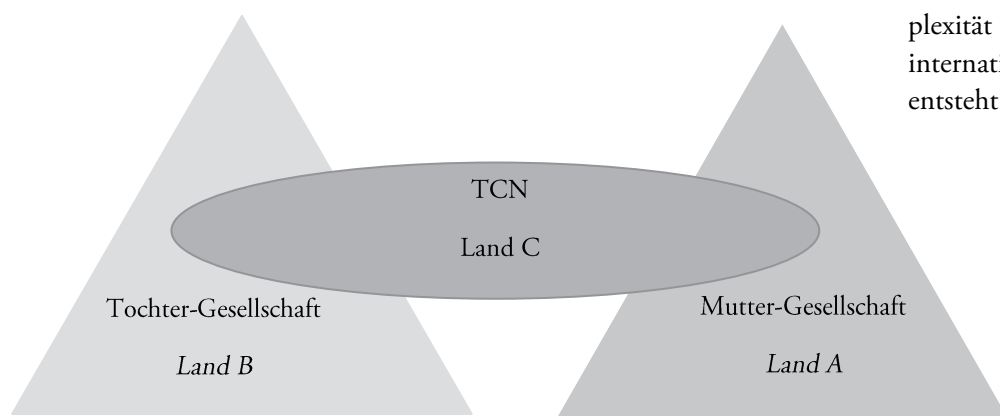 plexität
internati
entsteht
TCN
Land C
Tochter-Gesellschaft
Land B
Mutter-Gesellschaft
Land A